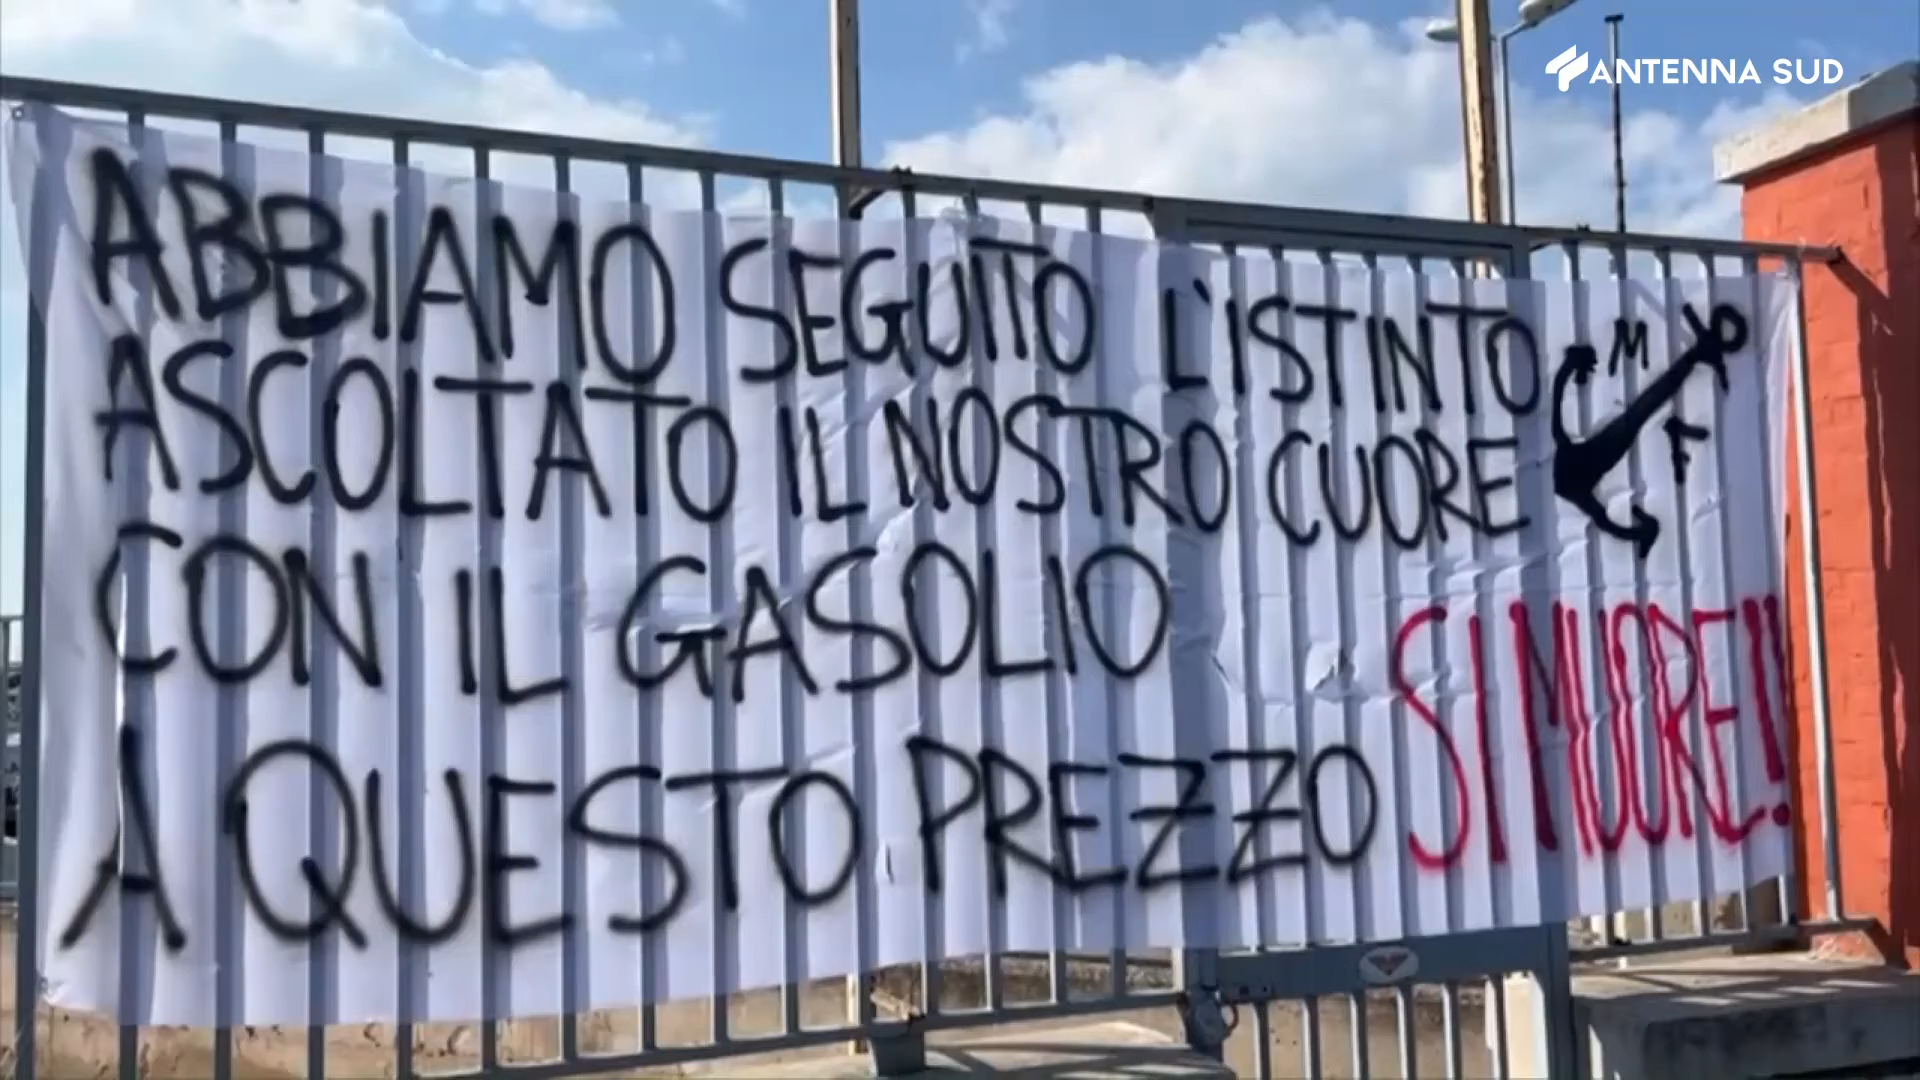 ANTENNA SUD
ABBIAMO SEGUITO L'ISTINTO
ASCOLTATO IL NOSTRO CUORE
M
F
CON IL GASOLIO
A QUESTO PREZZO SI MUORE!!